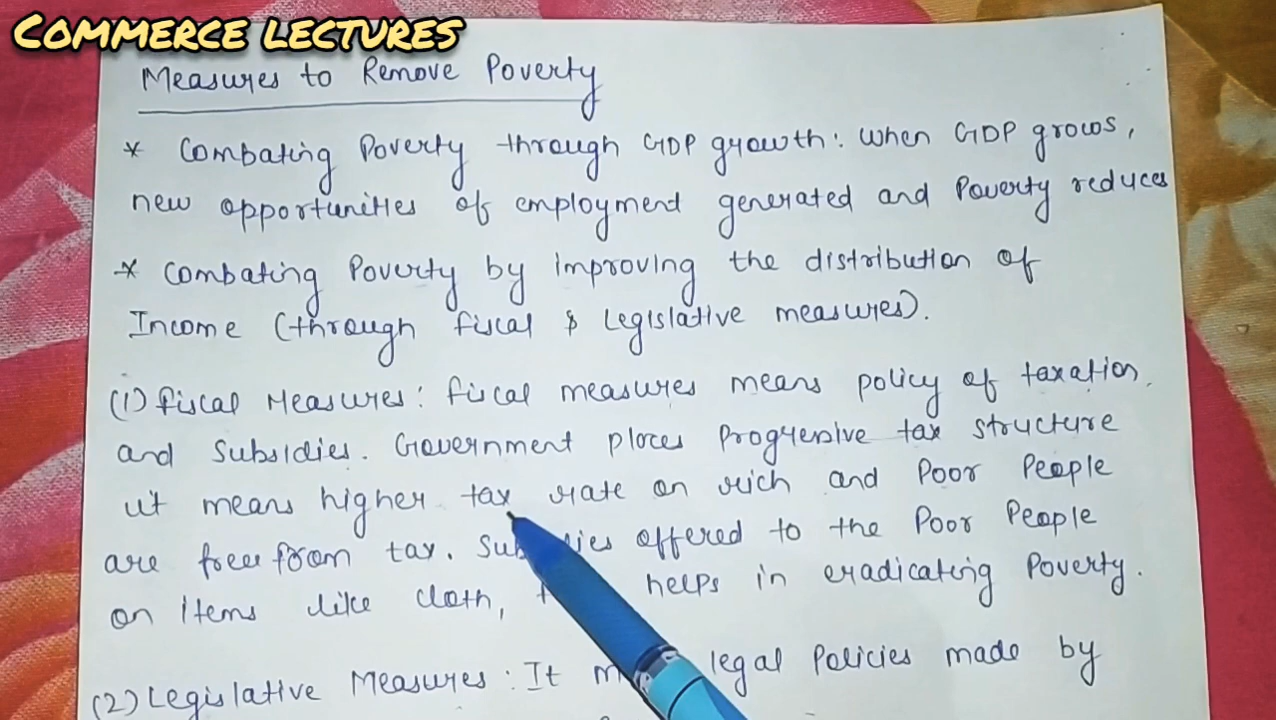 COMMERCE LECTURES
Measures to Remove Poverty
* Combating Poverty through GDP growth: When GDP grows,
new opportunities of employment generated and Poverty reduces
* Combating Poverty by improving the distribution of
Income (through fiscal & Legislative measures).
(1) Fiscal Measures: fiscal measures means policy of taxation
and Subsidies. Government places Progressive tax structure
it means higher tax rate on rich and Poor People
are free from tax. offered to the Poor People
on items like cloth, helps in eradicating Poverty.
(2) Legislative Measures: It legal Policies made by